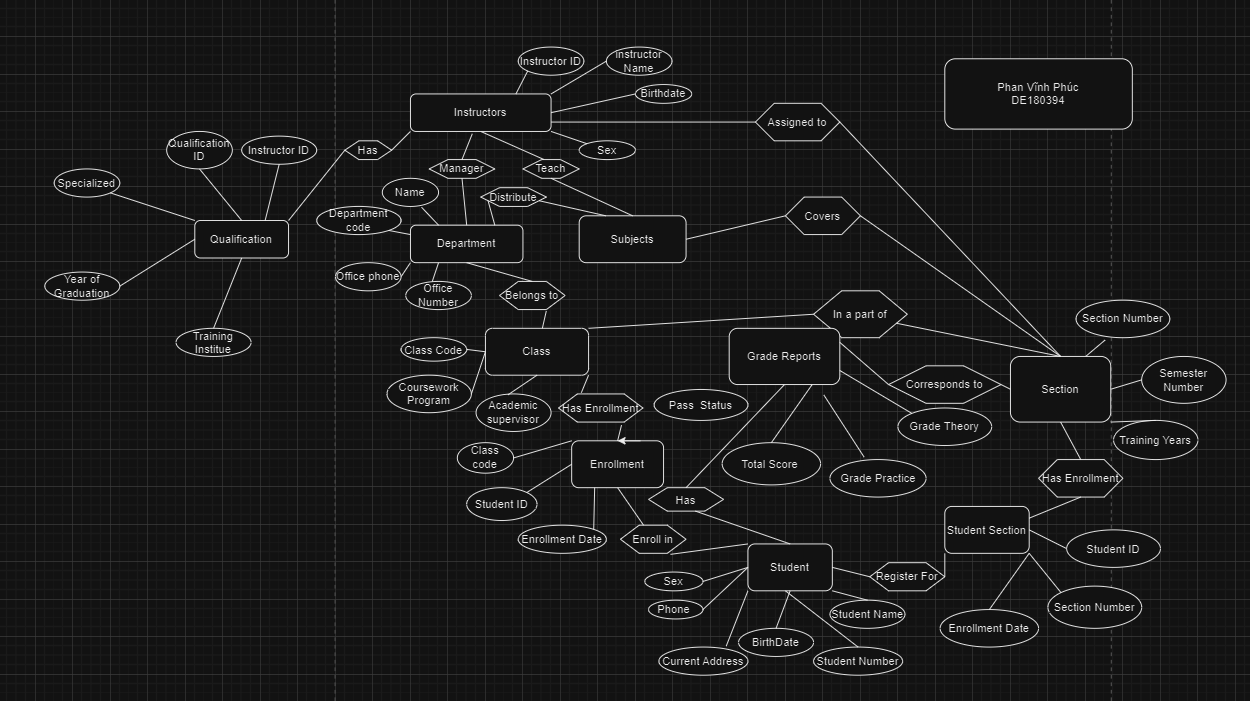 Instructor ID
Instructor
Name
Birthdate
Phan Vĩnh Phúc
DE180394
Instructors
Assigned to
Qualification
ID
Instructor ID
Has
Sex
Manager
Teach
Specialized
Name
Distribute
Department
code
Covers
Qualification
Department
Subjects
Year of
Graduation
Office phone
Office
Number
Belongs to
In a part of
Section Number
Training
Institue
Class Code
Class
Grade Reports
Semester
Number
Coursework
Program
Corresponds to
Section
Academic
supervisor
Has Enrollment
Pass  Status
Grade Theory
Training Years
Class
code
Enrollment
Total Score
Grade Practice
Has Enrollment
Student ID
Has
Enrollment Date
Enroll in
Student Section
Student ID
Student
Register For
Sex
Phone
Student Name
Section Number
BirthDate
Enrollment Date
Current Address
Student Number